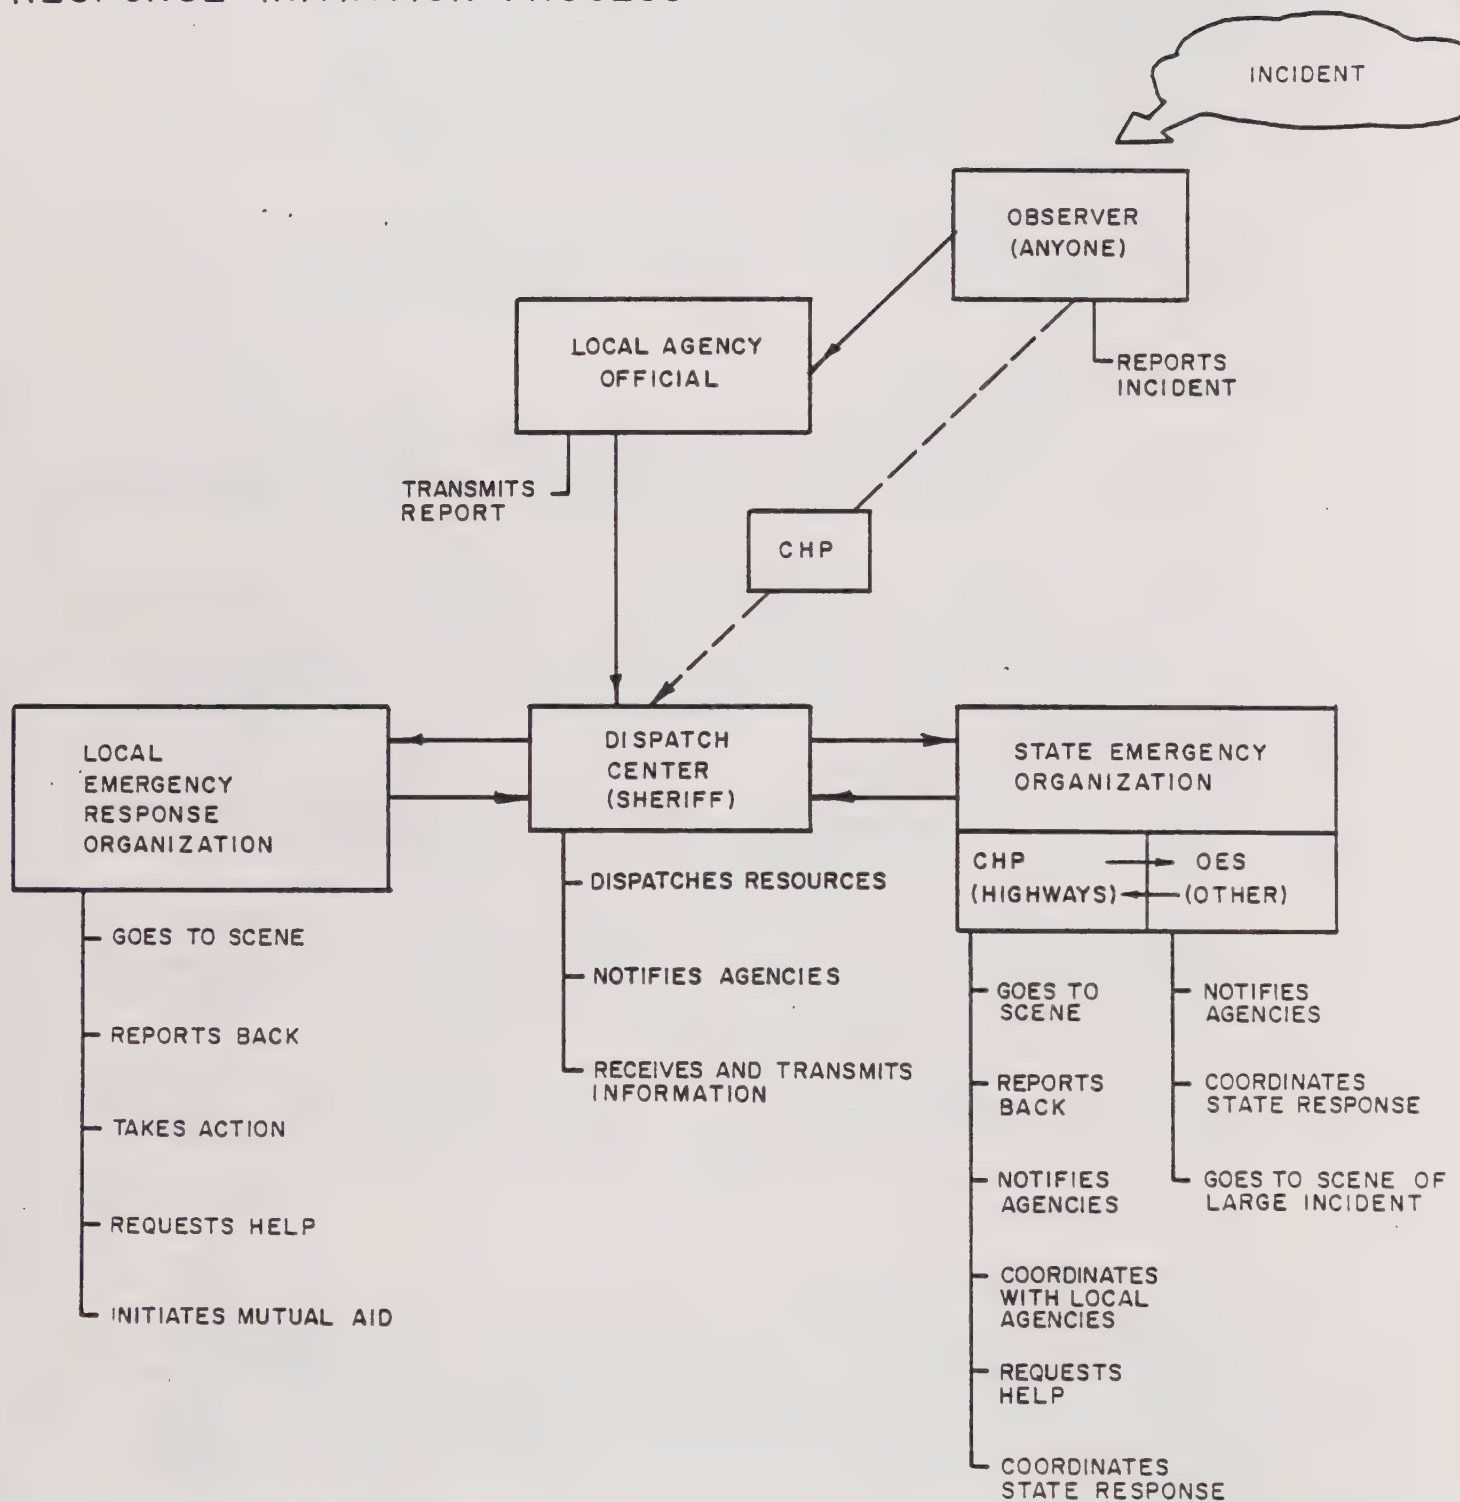 RESPONSE INITIATION PROCESS
INCIDENT
OBSERVER
(ANYONE)
REPORTS
INCIDENT
LOCAL AGENCY
OFFICIAL
TRANSMITS
REPORT
CHP
LOCAL
EMERGENCY
RESPONSE
ORGANIZATION
GOES TO SCENE
REPORTS BACK
TAKES ACTION
REQUESTS HELP
INITIATES MUTUAL AID
DISPATCH
CENTER
(SHERIFF)
DISPATCHES RESOURCES
NOTIFIES AGENCIES
RECEIVES AND TRANSMITS
INFORMATION
STATE EMERGENCY
ORGANIZATION
CHP
(HIGHWAYS)
GOES TO
SCENE
REPORTS
BACK
NOTIFIES
AGENCIES
COORDINATES
WITH LOCAL
AGENCIES
REQUESTS
HELP
COORDINATES
STATE RESPONSE
OES
(OTHER)
NOTIFIES
AGENCIES
COORDINATES
STATE RESPONSE
GOES TO SCENE OF
LARGE INCIDENT